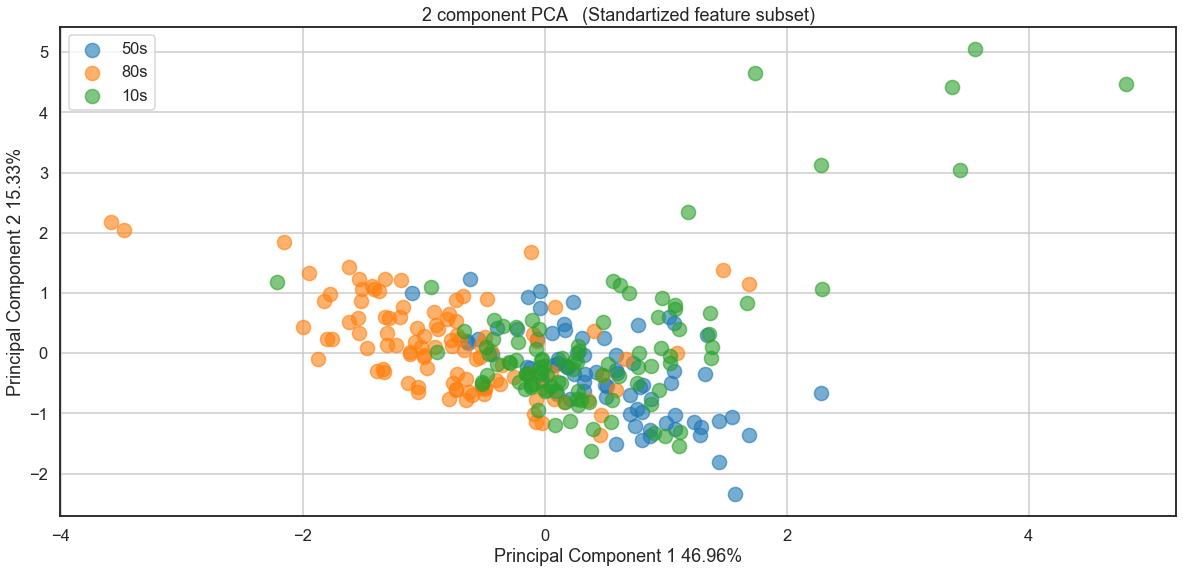 2 component PCA (Standartized feature subset)
50s
80s
10s
5
4
3
2
1
0
−1
−2
Principal Component 2 15.33%
−4
−2
0
2
4
Principal Component 1 46.96%